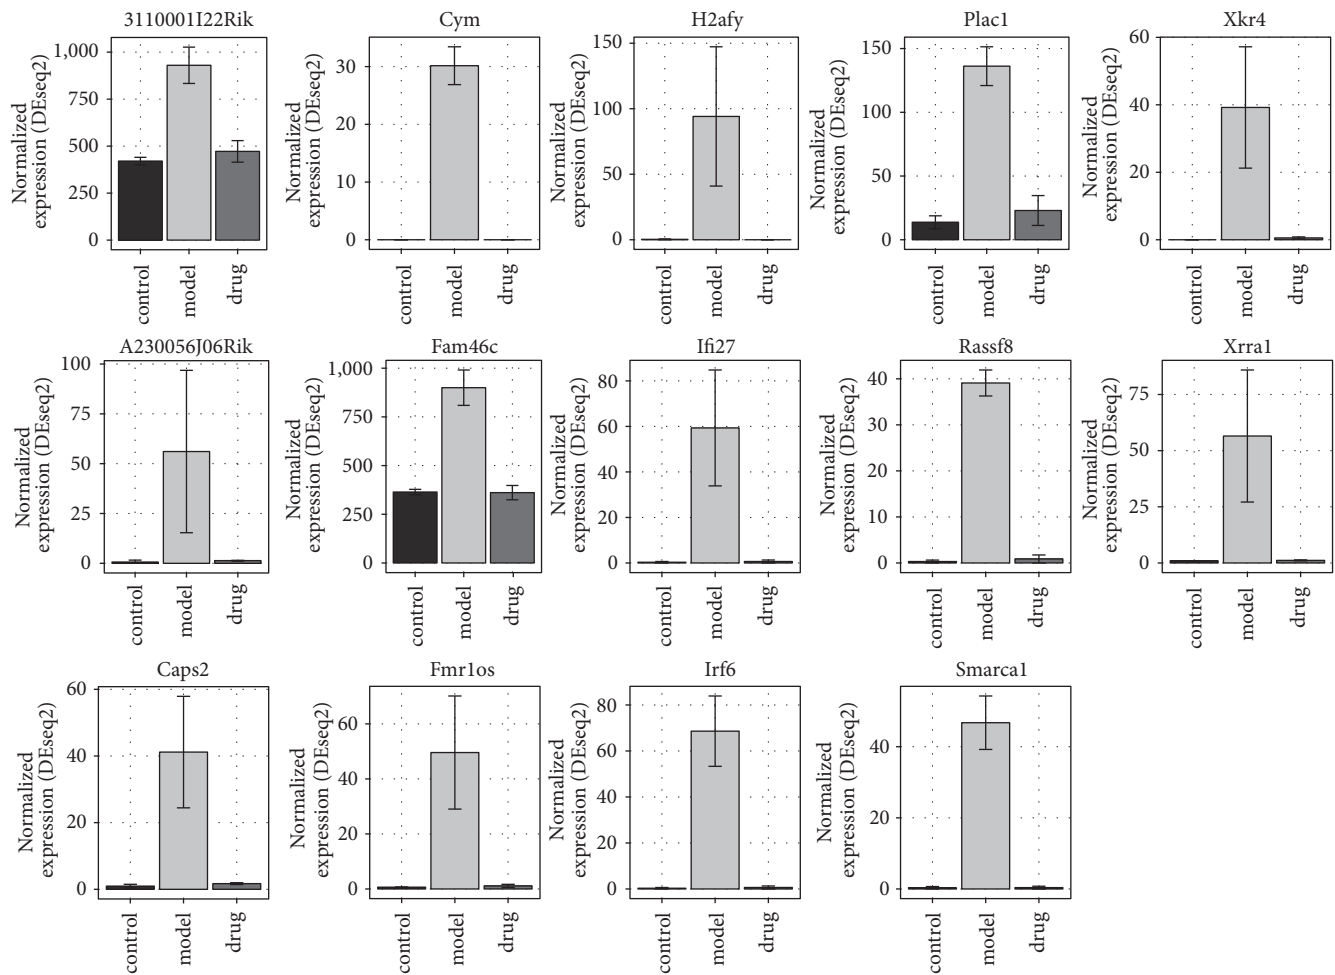 3110001I22Rik
Normalized
expression (DEseq2)
1,000
750
500
250
0
control
model
drug
Cym
Normalized
expression (DEseq2)
30
20
10
0
control
model
drug
H2afy
Normalized
expression (DEseq2)
150
100
50
0
control
model
drug
Plac1
Normalized
expression (DEseq2)
150
100
50
0
control
model
drug
Xkr4
Normalized
expression (DEseq2)
60
40
20
0
control
model
drug
A230056J06Rik
Normalized
expression (DEseq2)
100
75
50
25
0
control
model
drug
Fam46c
Normalized
expression (DEseq2)
1,000
750
500
250
0
control
model
drug
Ifi27
Normalized
expression (DEseq2)
80
60
40
20
0
control
model
drug
Rassf8
Normalized
expression (DEseq2)
40
30
20
10
0
control
model
drug
Xrra1
Normalized
expression (DEseq2)
75
50
25
0
control
model
drug
Caps2
Normalized
expression (DEseq2)
60
40
20
0
control
model
drug
Fmr1os
Normalized
expression (DEseq2)
60
40
20
0
control
model
drug
Irf6
Normalized
expression (DEseq2)
80
60
40
20
0
control
model
drug
Smarca1
Normalized
expression (DEseq2)
40
20
0
control
model
drug